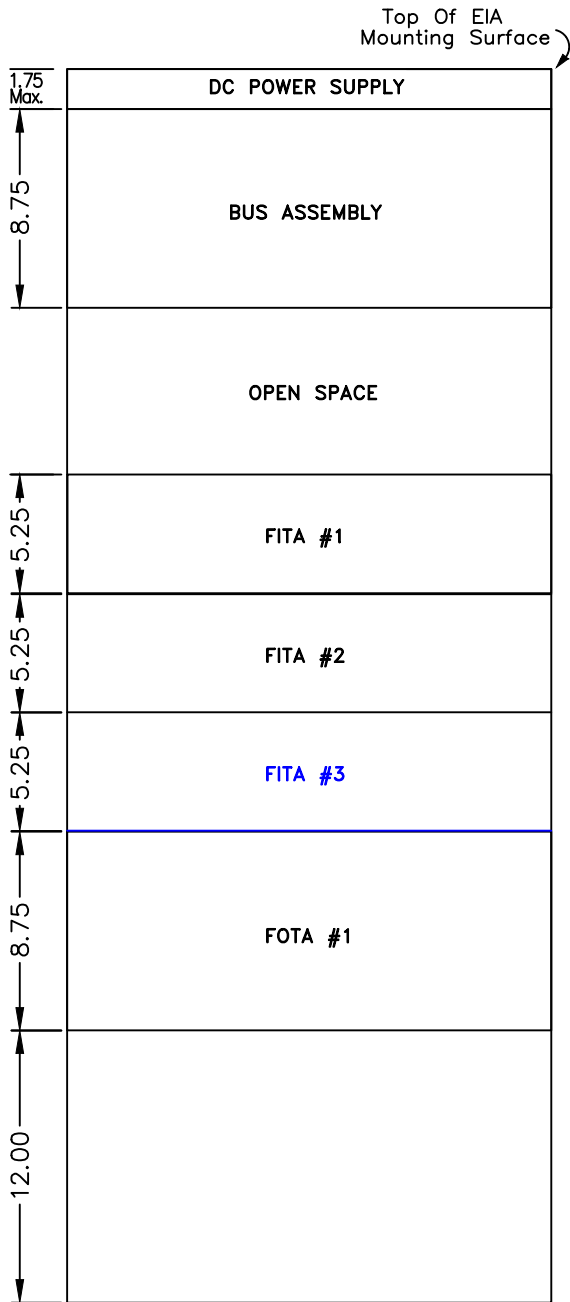 Top Of EIA
Mounting Surface
1.75
Max.
DC POWER SUPPLY
8.75
BUS ASSEMBLY
OPEN SPACE
5.25
FITA #1
5.25
FITA #2
5.25
FITA #3
8.75
FOTA #1
12.00